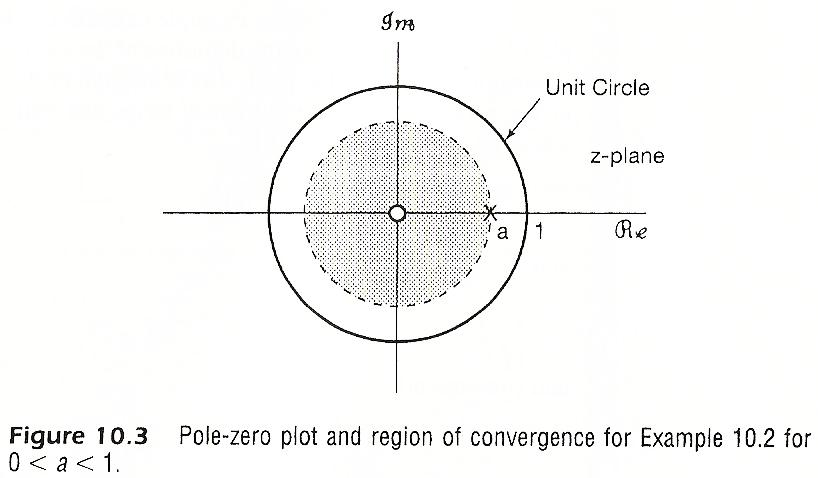 𝒥m
Unit Circle
z-plane
a
1
ℛe
Figure 10.3 Pole-zero plot and region of convergence for Example 10.2 for
0 < a < 1.